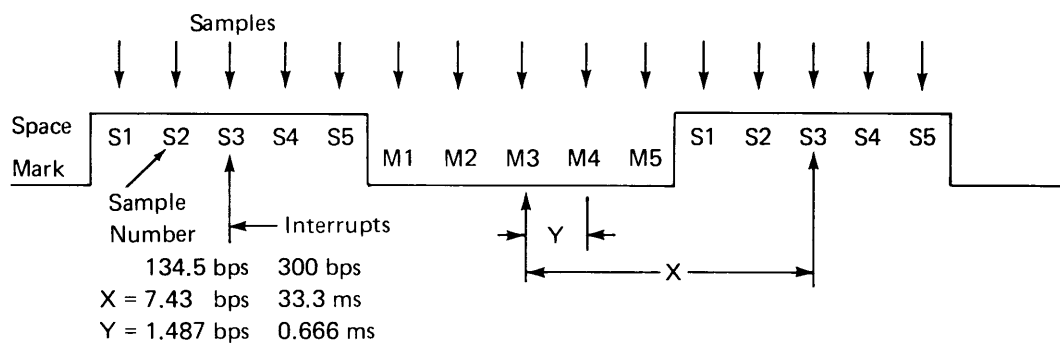 Samples
Space S1 S2 S3 S4 S5 S1 S2 S3 S4 S5
Mark M1 M2 M3 M4 M5
Sample
Number
Interrupts
Y
X
134.5 bps 300 bps
X = 7.43 bps 33.3 ms
Y = 1.487 bps 0.666 ms